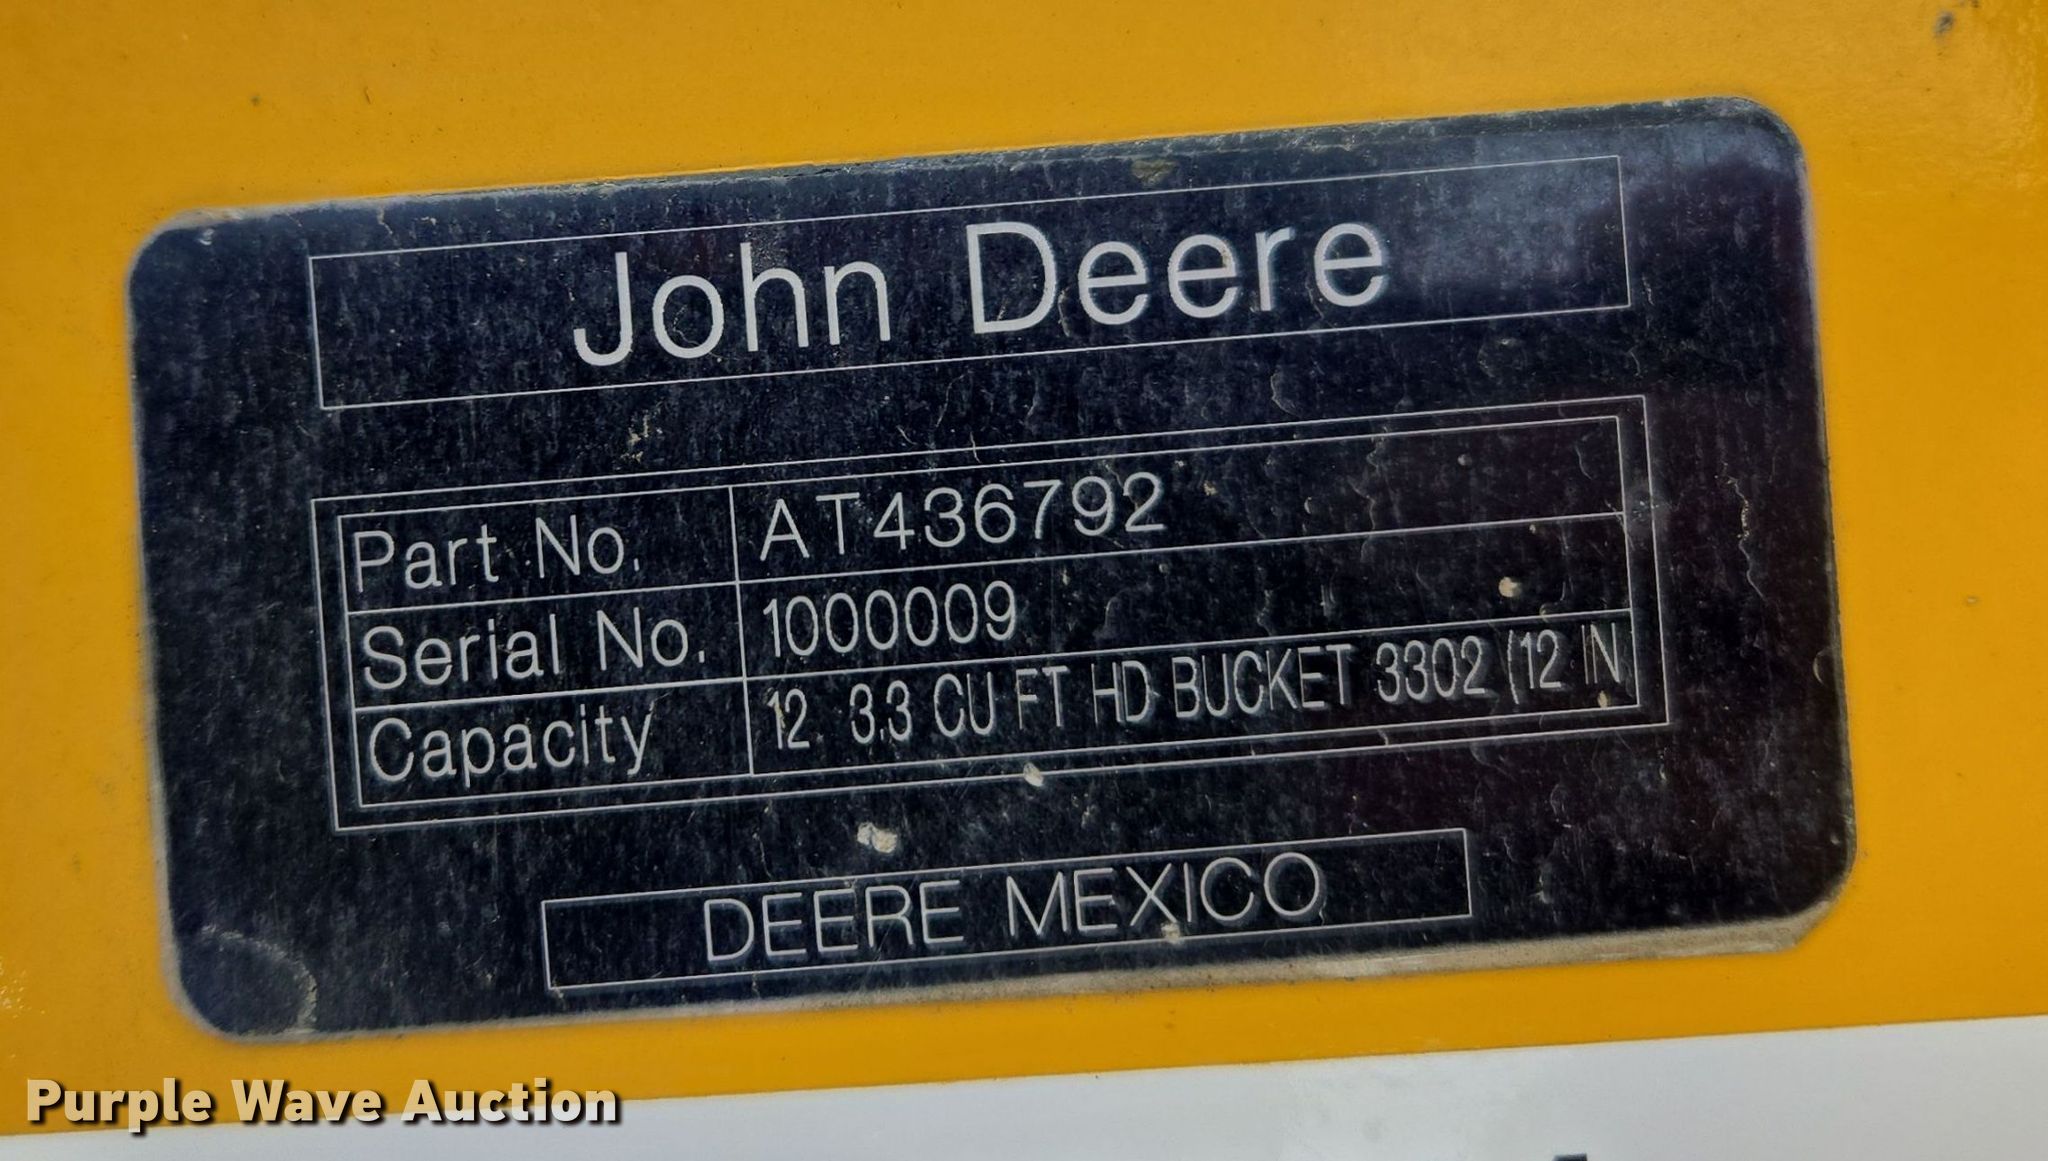 John Deere
Part No. AT436792
Serial No. 1000009
Capacity 12 3.3 CU FT HD BUCKET 3302 (12 IN
DEERE MEXICO
Purple Wave Auction